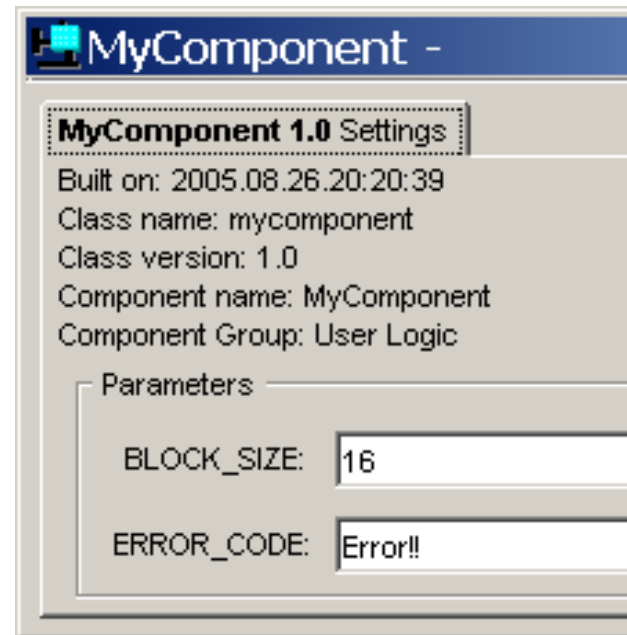 MyComponent -
MyComponent 1.0 Settings
Built on: 2005.08.26.20:20:39
Class name: mycomponent
Class version: 1.0
Component name: MyComponent
Component Group: User Logic
Parameters
BLOCK_SIZE: 16
ERROR_CODE: Error!!